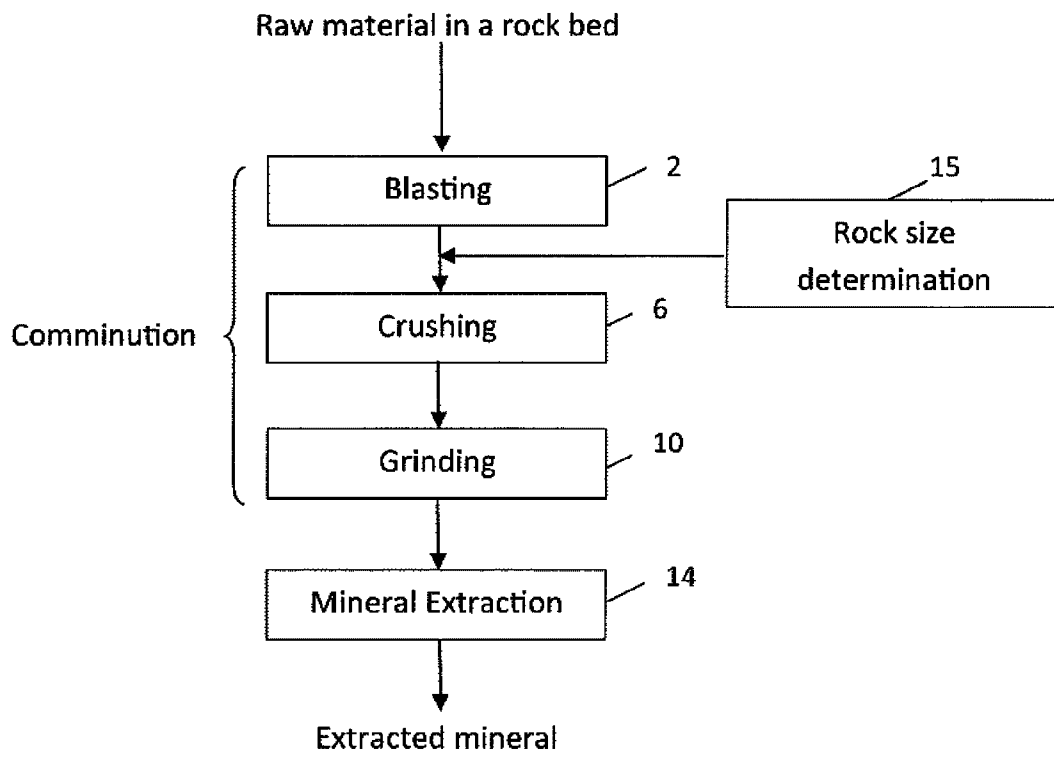 Raw material in a rock bed
Blasting
2
15
Rock size
determination
Crushing
6
Comminution
Grinding
10
Mineral Extraction
14
Extracted mineral